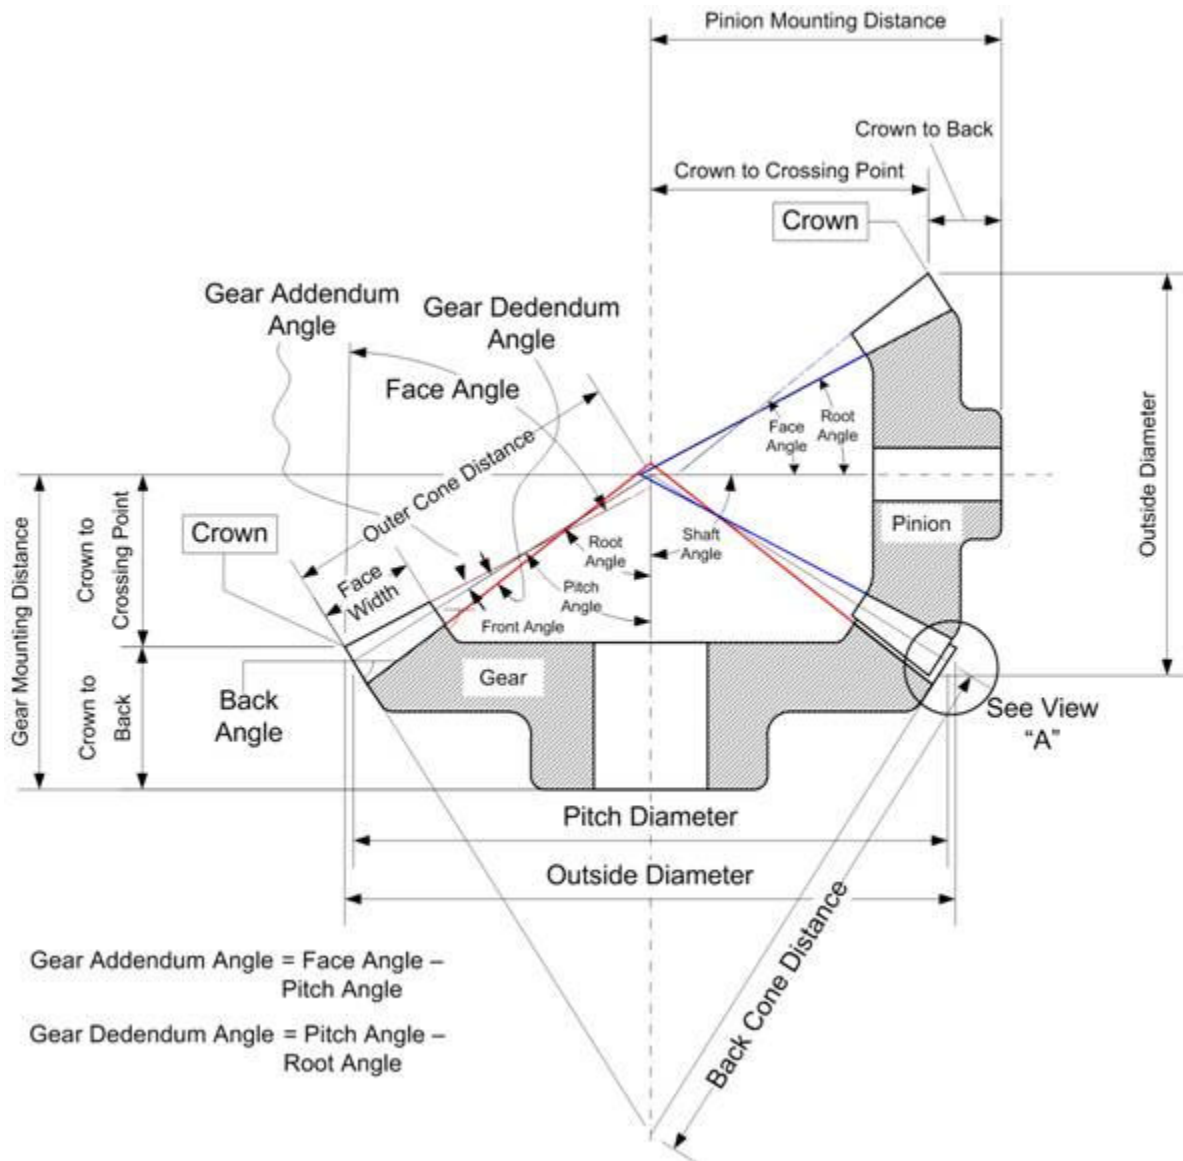 Pinion Mounting Distance
Crown to Back
Crown to Crossing Point
Crown
Gear Addendum
Angle
Gear Dedendum
Angle
Face Angle
Outer Cone Distance
Face
Angle
Root
Angle
Outside Diameter
Gear Mounting Distance
Crown to
Crossing Point
Crown
Face
Width
Root
Angle
Shaft
Angle
Pinion
Pitch
Angle
Front Angle
Crown to
Back
Back
Angle
Gear
See View
“A”
Pitch Diameter
Outside Diameter
Back Cone Distance
Gear Addendum Angle = Face Angle –
Pitch Angle
Gear Dedendum Angle = Pitch Angle –
Root Angle